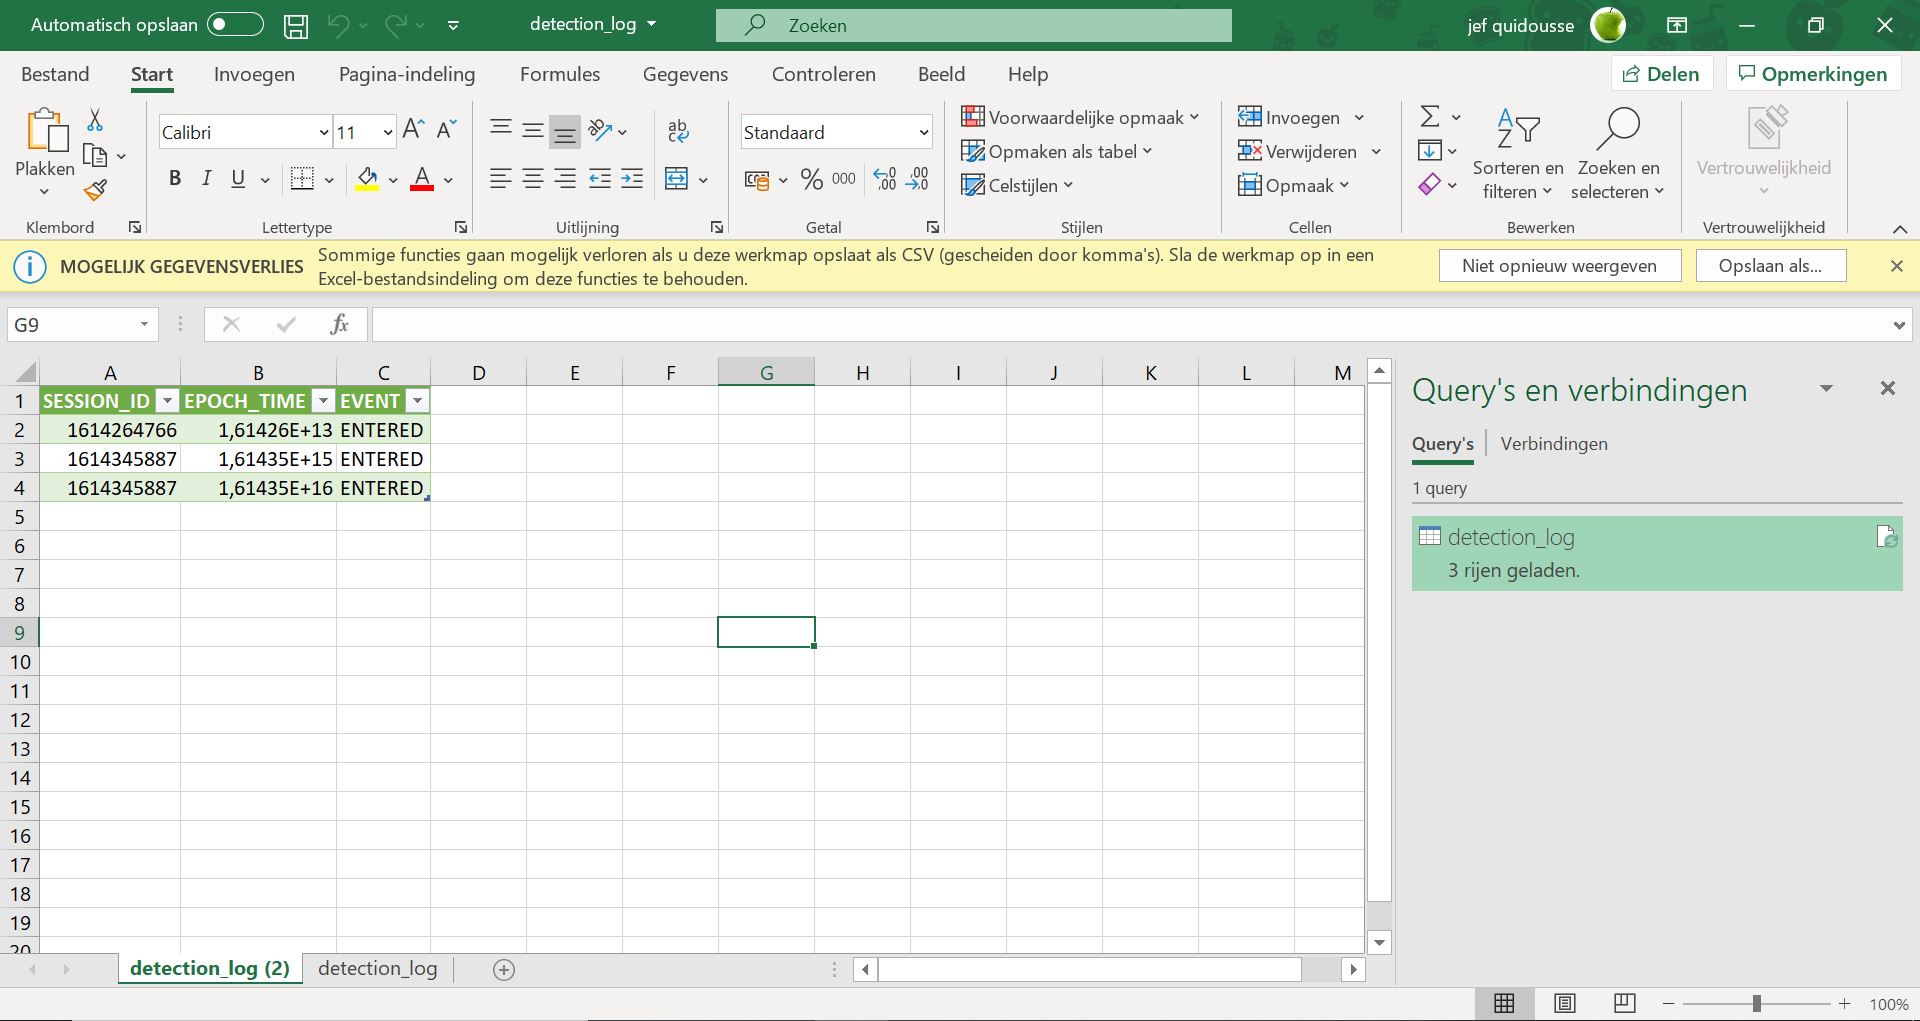 Automatisch opslaan
detection_log
Zoeken
jef quidousse
Bestand Start Invoegen Pagina-indeling Formules Gegevens Controleren Beeld Help
Delen Opmerkingen
Plakken
Klembord
Calibri 11
B I U A
Lettertype
ab
Uitlijning
Standaard
% 000 ,00 ,00
Getal
Voorwaardelijke opmaak
Opmaken als tabel
Celstijlen
Stijlen
Invoegen
Verwijderen
Opmaak
Cellen
Sorteren en
filteren
Zoeken en
selecteren
Bewerken
Vertrouwelijkheid
Vertrouwelijkheid
MOGELIJK GEGEVENSVERLIES
Sommige functies gaan mogelijk verloren als u deze werkmap opslaat als CSV (gescheiden door komma's). Sla de werkmap op in een
Excel-bestandsindeling om deze functies te behouden.
Niet opnieuw weergeven
Opslaan als...
G9
fx
A B C D E F G H I J K L M
1 SESSION_ID EPOCH_TIME EVENT
2 1614264766 1,61426E+13 ENTERED
3 1614345887 1,61435E+15 ENTERED
4 1614345887 1,61435E+16 ENTERED
5
6
7
8
9
10
11
12
13
14
15
16
17
18
19
20
Query's en verbindingen
Query's Verbindingen
1 query
detection_log
3 rijen geladen.
detection_log (2) detection_log
100%